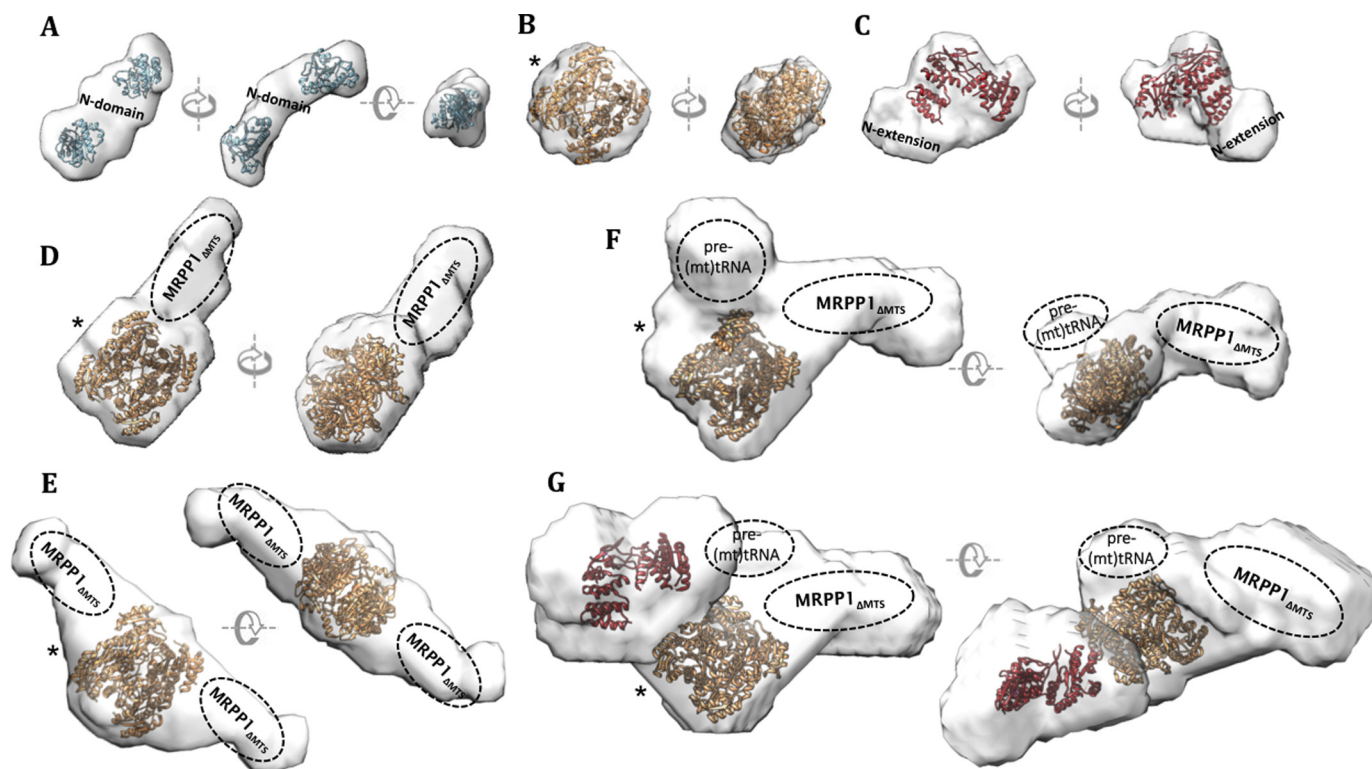 A
N-domain
N-domain
B
*
C
N-extension
N-extension
D
MRPP1ΔMTS
*
MRPP1ΔMTS
F
pre-
(mt)tRNA
MRPP1ΔMTS
*
pre-
(mt)tRNA
MRPP1ΔMTS
E
MRPP1ΔMTS
*
MRPP1ΔMTS
MRPP1ΔMTS
MRPP1ΔMTS
G
pre-
(mt)tRNA
MRPP1ΔMTS
*
pre-
(mt)tRNA
MRPP1ΔMTS